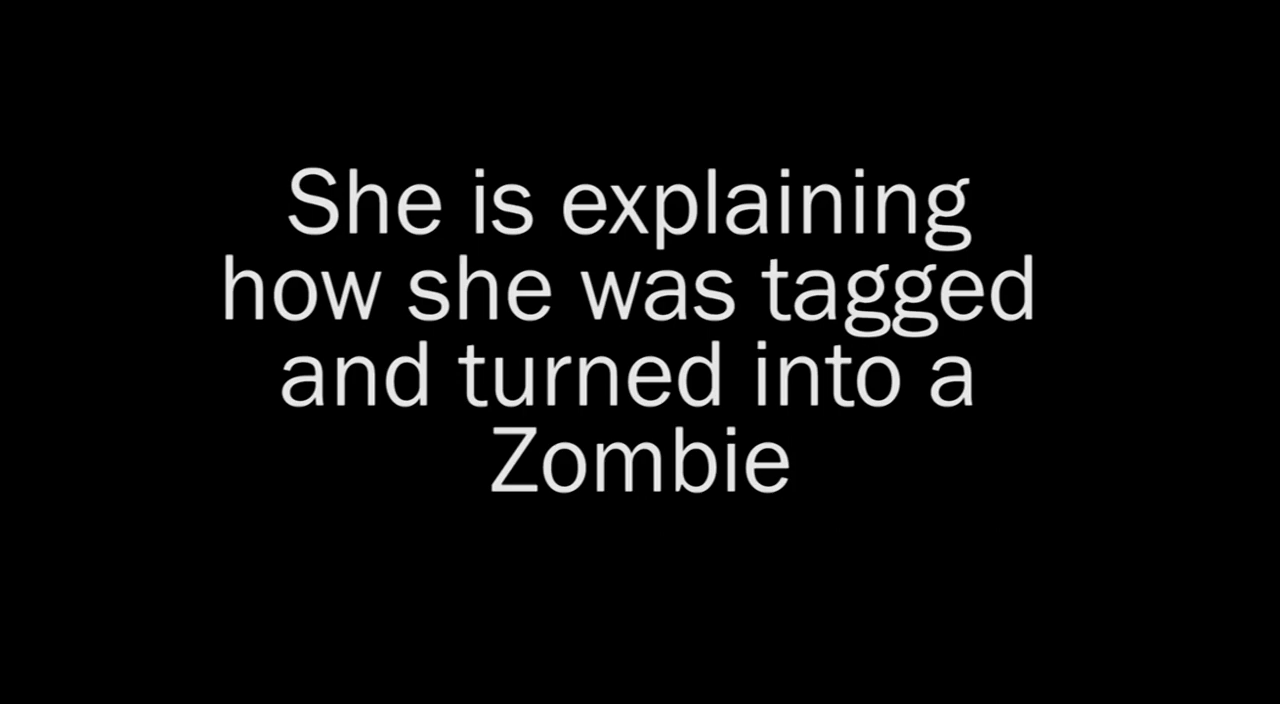 She is explaining
how she was tagged
and turned into a
Zombie